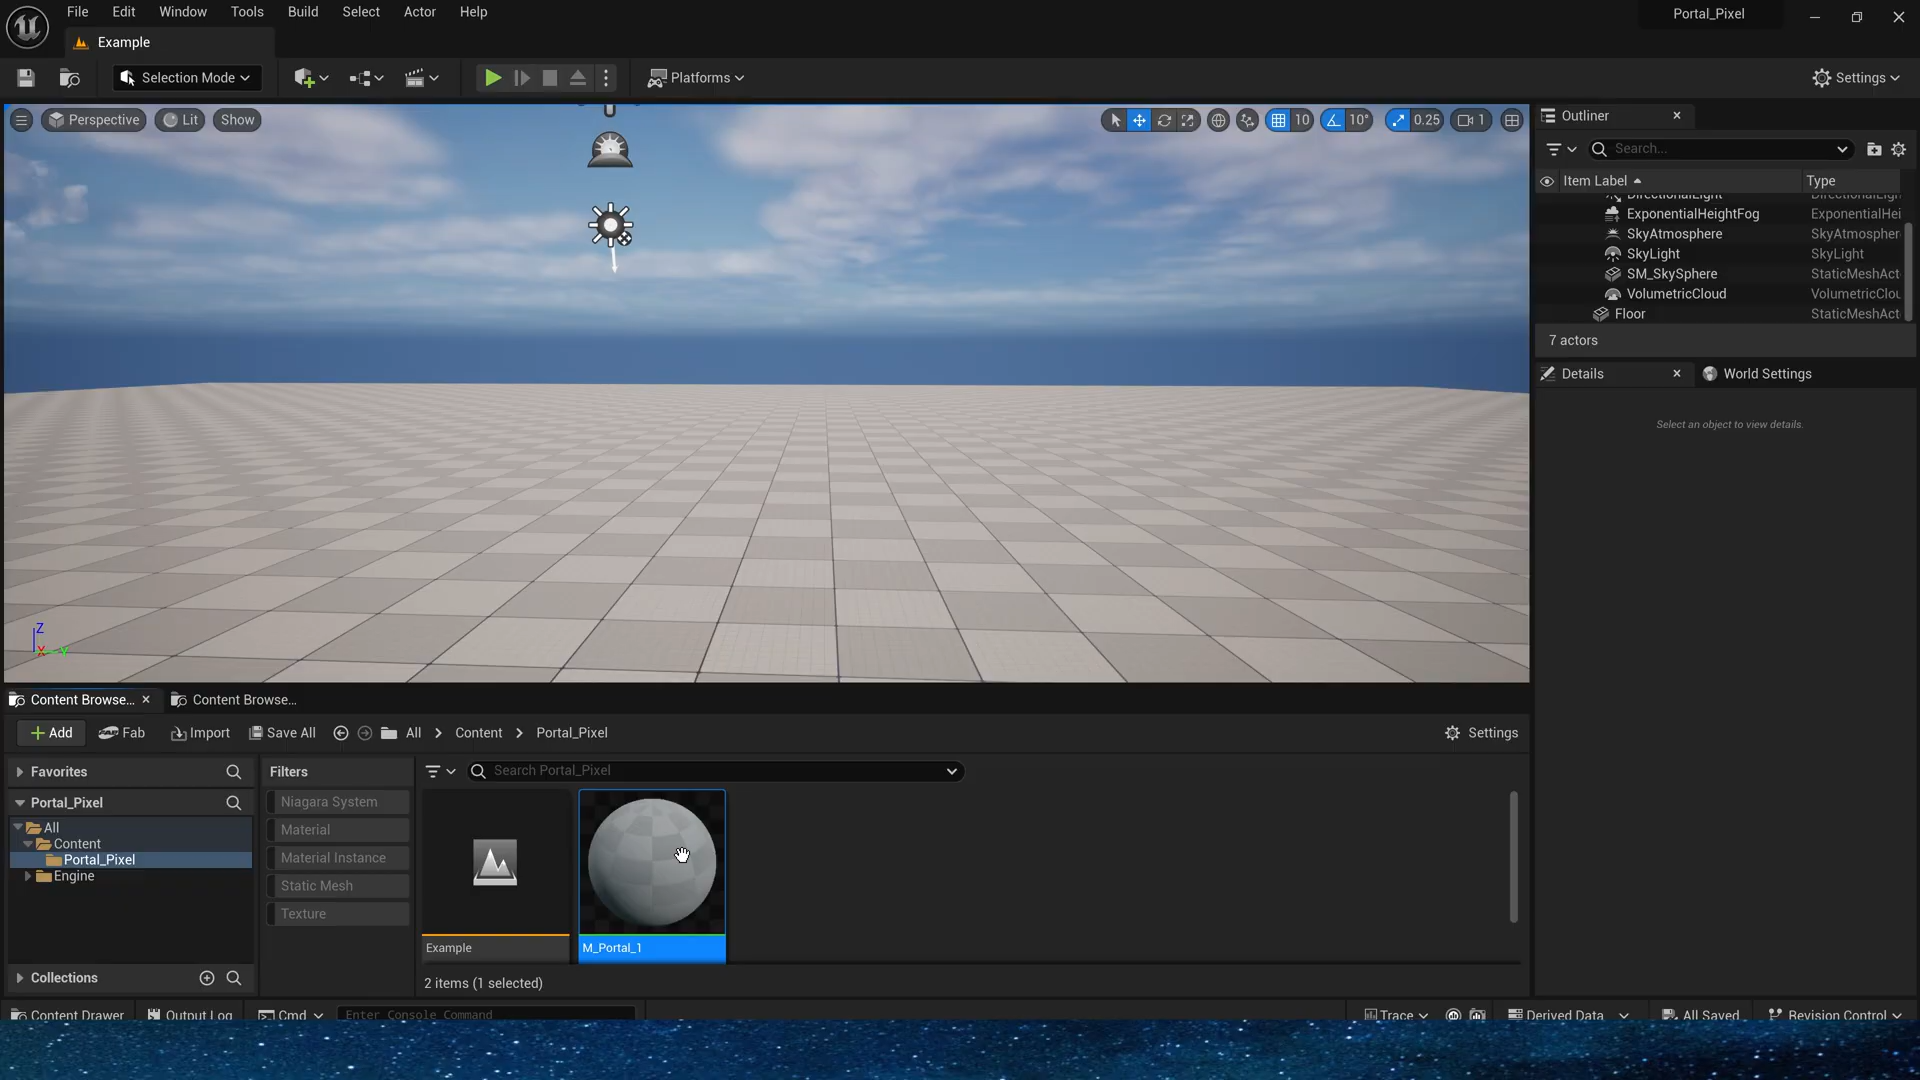 File Edit Window Tools Build Select Actor Help
Portal_Pixel
Example
Selection Mode
Platforms
Settings
Perspective Lit Show
10 10° 0.25 1
Outliner
Search...
Item Label Type
DirectionalLight DirectionalLight
ExponentialHeightFog ExponentialHei
SkyAtmosphere SkyAtmospher
SkyLight SkyLight
SM_SkySphere StaticMeshAct
VolumetricCloud VolumetricClou
Floor StaticMeshAct
7 actors
Details World Settings
Select an object to view details.
Z
X Y
Content Browse... Content Browse...
Add Fab Import Save All All Content Portal_Pixel Settings
Favorites
Filters
Search Portal_Pixel
Portal_Pixel
Niagara System
Material
Material Instance
Static Mesh
Texture
All
Content
Portal_Pixel
Engine
Example
M_Portal_1
Collections
2 items (1 selected)
Content Drawer Output Log Cmd Enter Console Command Trace Derived Data All Saved Revision Control